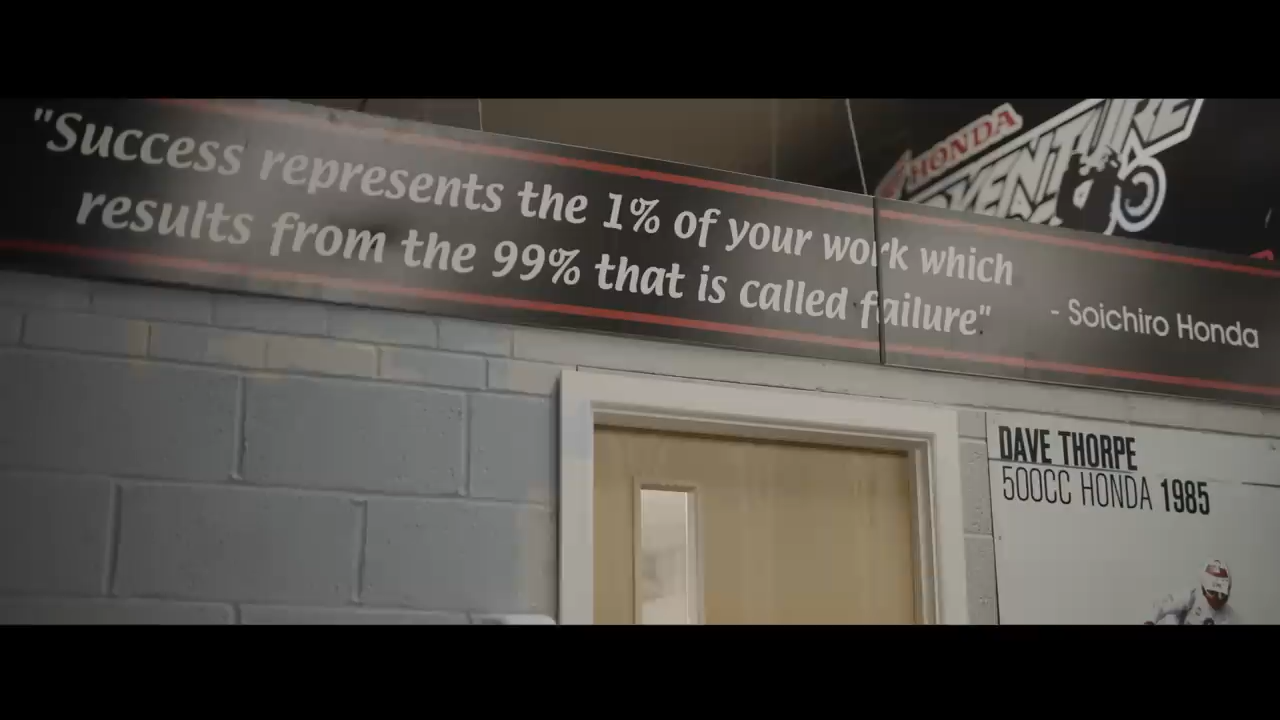 "Success represents the 1% of your work which
results from the 99% that is called failure"
- Soichiro Honda
HONDA
ADVENTURE
DAVE THORPE
500CC HONDA 1985